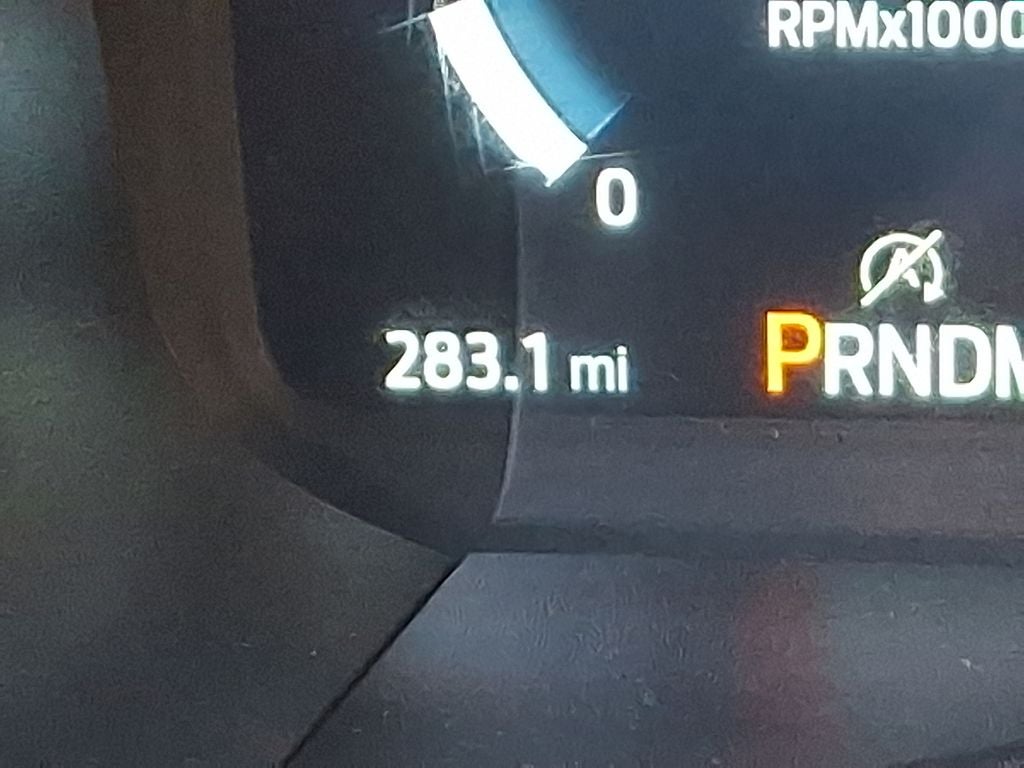 RPMx1000
0
A
283.1 mi
PRNDM